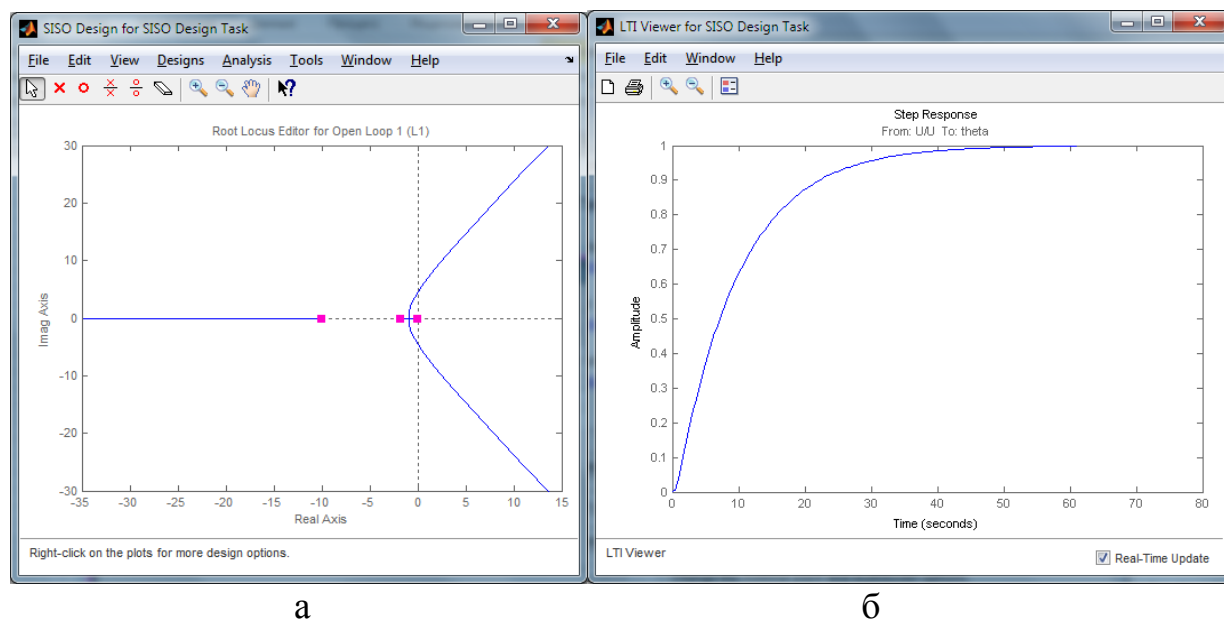 SISO Design for SISO Design Task
File Edit View Designs Analysis Tools Window Help
Root Locus Editor for Open Loop 1 (L1)
30
20
10
0
-10
-20
-30
Imag Axis
-35 -30 -25 -20 -15 -10 -5 0 5 10 15
Real Axis
Right-click on the plots for more design options.
а
LTI Viewer for SISO Design Task
File Edit Window Help
Step Response
From: U/U To: theta
1
0.9
0.8
0.7
0.6
0.5
0.4
0.3
0.2
0.1
0
Amplitude
0 10 20 30 40 50 60 70 80
Time (seconds)
LTI Viewer
Real-Time Update
б